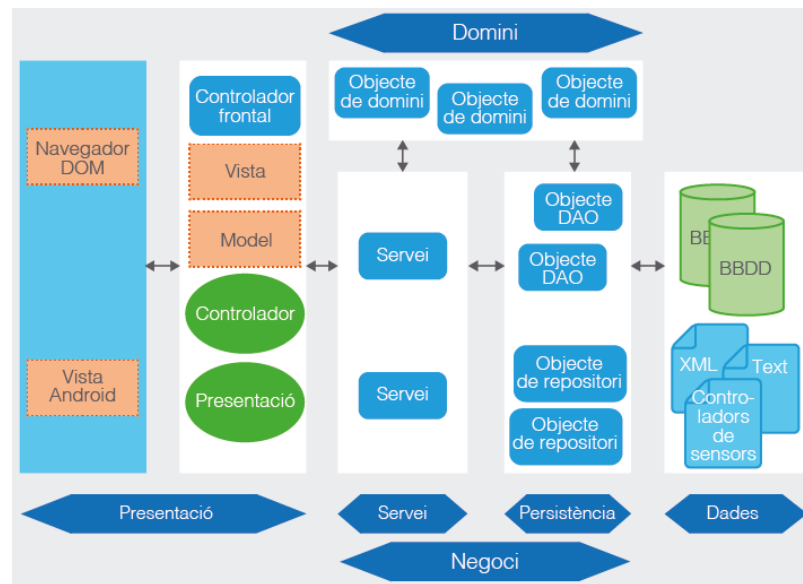 Domini
Controlador
frontal
Objecte
de domini
Objecte
de domini
Objecte
de domini
Navegador
DOM
Vista
Model
Controlador
Presentació
Vista
Android
Servei
Servei
Objecte
DAO
Objecte
DAO
Objecte
de repositori
Objecte
de repositori
BBDD
XML
Text
Contro-
ladors
de
sensors
Presentació
Servei
Persistència
Dades
Negoci